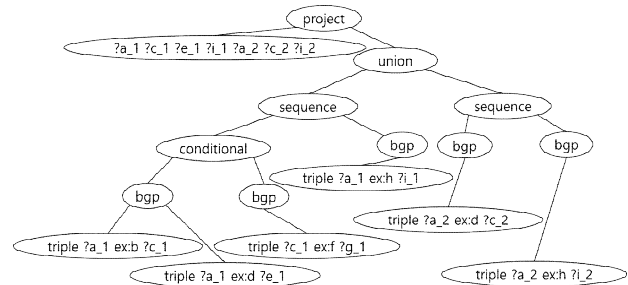 project
?a_1 ?c_1 ?e_1 ?i_1 ?a_2 ?c_2 ?i_2
union
sequence
sequence
conditional
bgp
bgp
bgp
triple ?a_1 ex:h ?i_1
bgp
bgp
triple ?a_2 ex:d ?c_2
triple ?a_1 ex:b ?c_1
triple ?c_1 ex:f ?g_1
triple ?a_1 ex:d ?e_1
triple ?a_2 ex:h ?i_2